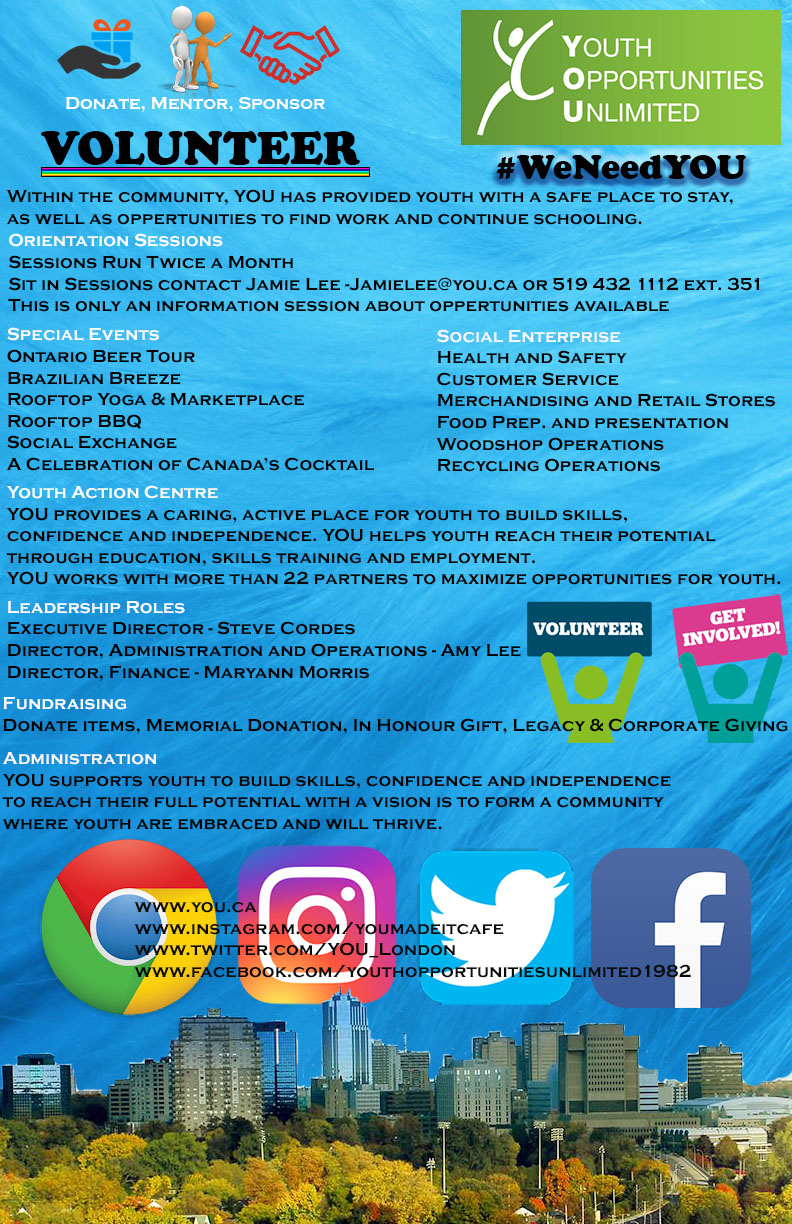 Donate, Mentor, Sponsor
VOLUNTEER
YOUTH
OPPORTUNITIES
UNLIMITED
#WeNeedYOU
Within the community, YOU has provided youth with a safe place to stay,
as well as oppertunities to find work and continue schooling.
Orientation Sessions
Sessions Run Twice a Month
Sit in Sessions contact Jamie Lee -Jamielee@you.ca or 519 432 1112 ext. 351
This is only an information session about oppertunities available
Special Events
Ontario Beer Tour
Brazilian Breeze
Rooftop Yoga & Marketplace
Rooftop BBQ
Social Exchange
A Celebration of Canada's Cocktail
Social Enterprise
Health and Safety
Customer Service
Merchandising and Retail Stores
Food Prep. and presentation
Woodshop Operations
Recycling Operations
Youth Action Centre
YOU provides a caring, active place for youth to build skills,
confidence and independence. YOU helps youth reach their potential
through education, skills training and employment.
YOU works with more than 22 partners to maximize opportunities for youth.
Leadership Roles
Executive Director - Steve Cordes
Director, Administration and Operations - Amy Lee
Director, Finance - Maryann Morris
VOLUNTEER
GET
INVOLVED!
Fundraising
Donate items, Memorial Donation, In Honour Gift, Legacy & Corporate Giving
Administration
YOU supports youth to build skills, confidence and independence
to reach their full potential with a vision is to form a community
where youth are embraced and will thrive.
www.you.ca
www.instagram.com/youmadeitcafe
www.twitter.com/YOU_London
www.facebook.com/youthopportunitiesunlimited1982